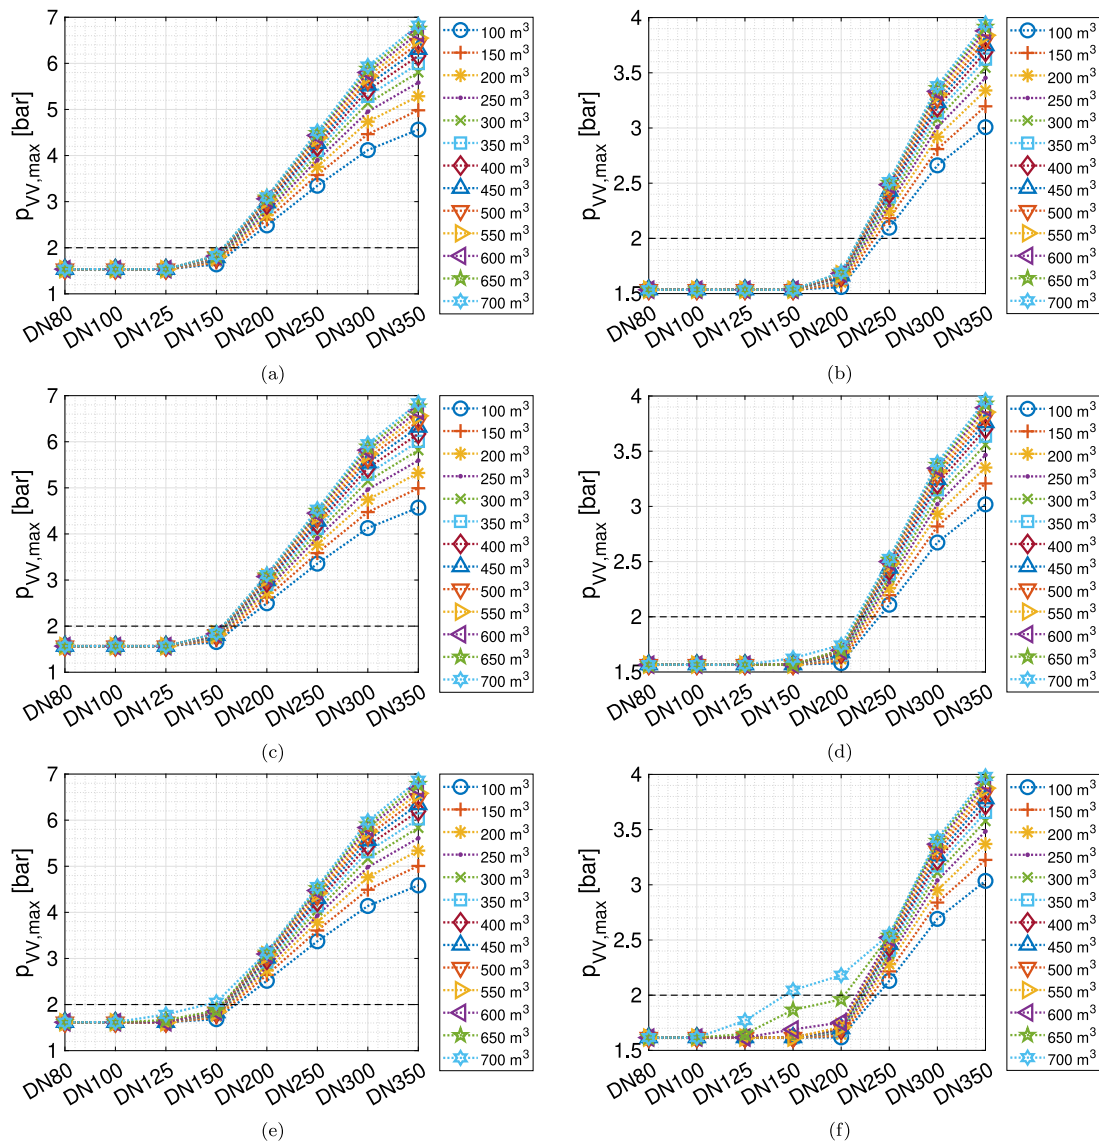 7
6
5
4
3
2
1
p_VV,max [bar]
DN80
DN100
DN125
DN150
DN200
DN250
DN300
DN350
100 m³
150 m³
200 m³
250 m³
300 m³
350 m³
400 m³
450 m³
500 m³
550 m³
600 m³
650 m³
700 m³
(a)
4
3.5
3
2.5
2
1.5
p_VV,max [bar]
DN80
DN100
DN125
DN150
DN200
DN250
DN300
DN350
100 m³
150 m³
200 m³
250 m³
300 m³
350 m³
400 m³
450 m³
500 m³
550 m³
600 m³
650 m³
700 m³
(b)
7
6
5
4
3
2
1
p_VV,max [bar]
DN80
DN100
DN125
DN150
DN200
DN250
DN300
DN350
100 m³
150 m³
200 m³
250 m³
300 m³
350 m³
400 m³
450 m³
500 m³
550 m³
600 m³
650 m³
700 m³
(c)
4
3.5
3
2.5
2
1.5
p_VV,max [bar]
DN80
DN100
DN125
DN150
DN200
DN250
DN300
DN350
100 m³
150 m³
200 m³
250 m³
300 m³
350 m³
400 m³
450 m³
500 m³
550 m³
600 m³
650 m³
700 m³
(d)
7
6
5
4
3
2
1
p_VV,max [bar]
DN80
DN100
DN125
DN150
DN200
DN250
DN300
DN350
100 m³
150 m³
200 m³
250 m³
300 m³
350 m³
400 m³
450 m³
500 m³
550 m³
600 m³
650 m³
700 m³
(e)
4
3.5
3
2.5
2
1.5
p_VV,max [bar]
DN80
DN100
DN125
DN150
DN200
DN250
DN300
DN350
100 m³
150 m³
200 m³
250 m³
300 m³
350 m³
400 m³
450 m³
500 m³
550 m³
600 m³
650 m³
700 m³
(f)